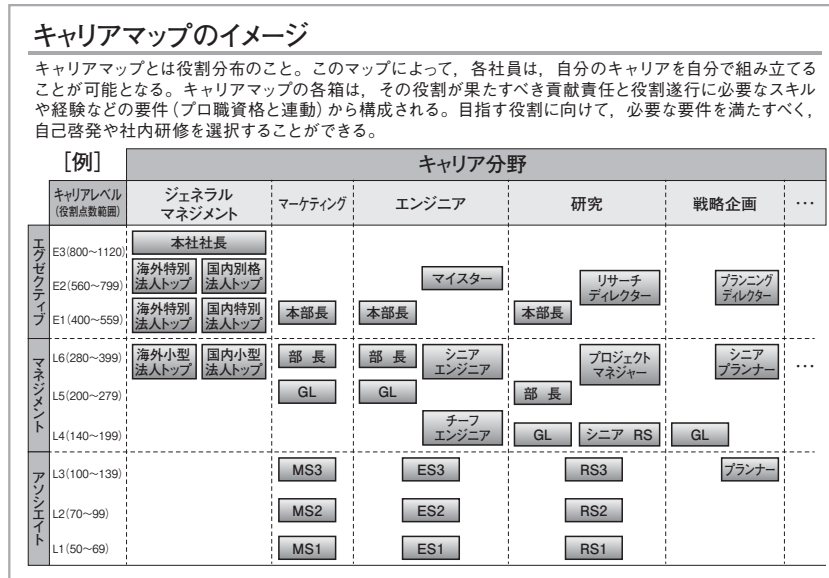 キャリアマップのイメージ
キャリアマップとは役割分布のこと。このマップによって，各社員は，自分のキャリアを自分で組み立てる
ことが可能となる。キャリアマップの各箱は，その役割が果たすべき貢献責任と役割遂行に必要なスキル
や経験などの要件（プロ職資格と連動）から構成される。目指す役割に向けて，必要な要件を満たすべく，
自己啓発や社内研修を選択することができる。
［例］
キャリア分野
キャリアレベル
（役割点数範囲）
ジェネラル
マネジメント
マーケティング
エンジニア
研究
戦略企画
…
エグゼクティブ
E3(800〜1120)
本社社長
E2(560〜799)
海外特別
法人トップ
国内別格
法人トップ
マイスター
リサーチ
ディレクター
プランニング
ディレクター
E1(400〜559)
海外特別
法人トップ
国内特別
法人トップ
本部長
本部長
本部長
マネジメント
L6(280〜399)
海外小型
法人トップ
国内小型
法人トップ
部 長
部 長
シニア
エンジニア
プロジェクト
マネジャー
シニア
プランナー
…
L5(200〜279)
GL
GL
部 長
L4(140〜199)
チーフ
エンジニア
GL
シニア RS
GL
アソシエイト
L3(100〜139)
MS3
ES3
RS3
プランナー
L2(70〜99)
MS2
ES2
RS2
L1(50〜69)
MS1
ES1
RS1